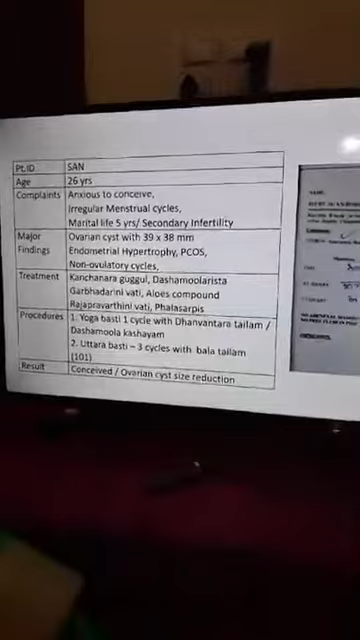 Pt.ID SAN
Age 26 yrs
Complaints Anxious to conceive,
Irregular Menstrual cycles,
Marital life 5 yrs/ Secondary Infertility
Major Findings Ovarian cyst with 39 x 38 mm
Endometrial Hypertrophy, PCOS,
Non-ovulatory cycles,
Treatment Kanchanara guggul, Dashamoolarista
Garbhadarini vati, Aloes compound
Rajapravarthini vati, Phalasarpis
Procedures 1. Yoga basti 1 cycle with Dhanvantara tailam /
Dashamoola kashayam
2. Uttara basti – 3 cycles with bala tailam
(101)
Result Conceived / Ovarian cyst size reduction